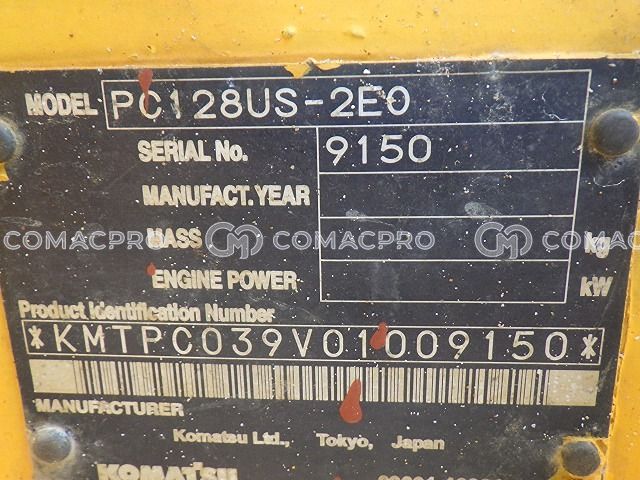 MODEL PC128US-2E0
SERIAL No. 9150
MANUFACT. YEAR
MASS kg
ENGINE POWER kW
COMACPRO COMACPRO COMACPRO
Product Identification Number
*KMTPC039V01009150*
MANUFACTURER
Komatsu Ltd., Tokyo, Japan
KOMATSU